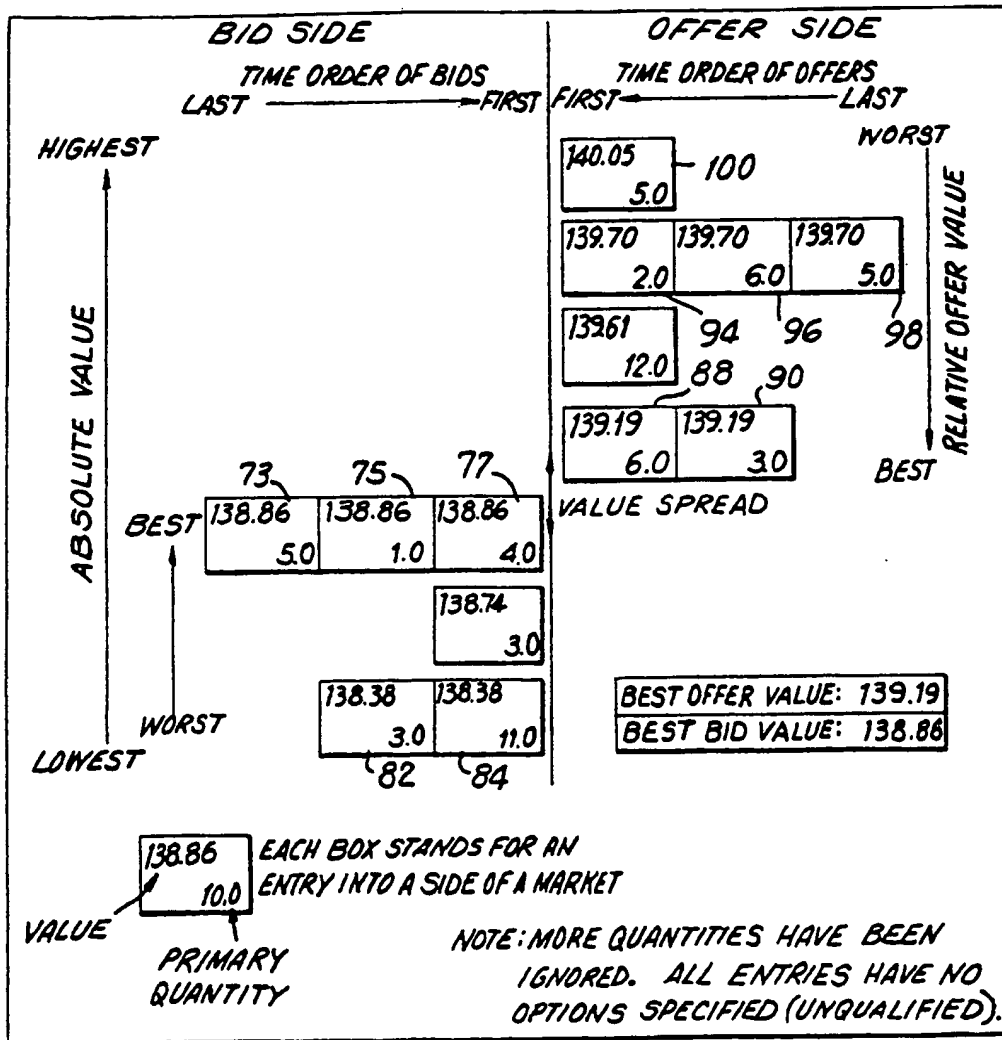 BID SIDE
OFFER SIDE
TIME ORDER OF BIDS
LAST FIRST
TIME ORDER OF OFFERS
FIRST LAST
HIGHEST
WORST
140.05
5.0
100
139.70 139.70 139.70
2.0 6.0 5.0
94 96 98
139.61
12.0
88 90
139.19 139.19
6.0 3.0
RELATIVE OFFER VALUE
BEST
VALUE SPREAD
ABSOLUTE VALUE
73 75 77
BEST
138.86 138.86 138.86
5.0 1.0 4.0
138.74
3.0
138.38 138.38
3.0 11.0
WORST
82 84
LOWEST
BEST OFFER VALUE: 139.19
BEST BID VALUE: 138.86
138.86
10.0
EACH BOX STANDS FOR AN
ENTRY INTO A SIDE OF A MARKET
VALUE
PRIMARY
QUANTITY
NOTE: MORE QUANTITIES HAVE BEEN
IGNORED. ALL ENTRIES HAVE NO
OPTIONS SPECIFIED (UNQUALIFIED).